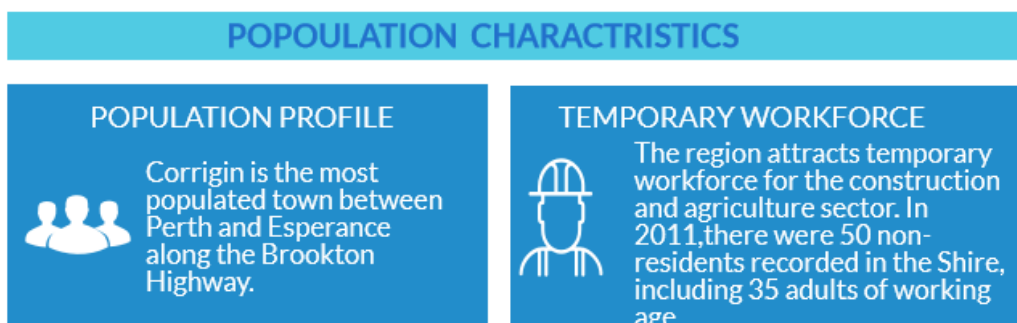 POPOULATION CHARACTRISTICS
POPULATION PROFILE
Corrigin is the most
populated town between
Perth and Esperance
along the Brookton
Highway.
TEMPORARY WORKFORCE
The region attracts temporary
workforce for the construction
and agriculture sector. In
2011,there were 50 non-
residents recorded in the Shire,
including 35 adults of working
age